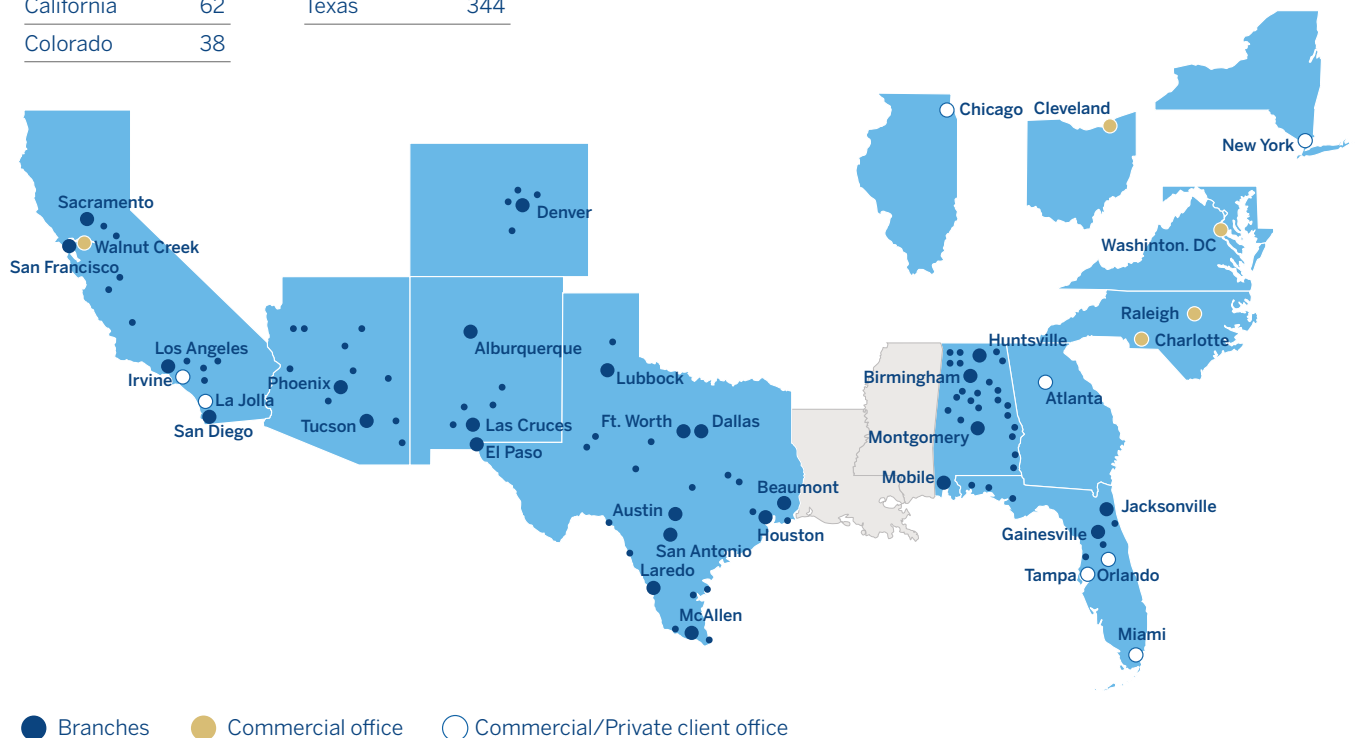 California 62
Texas 344
Colorado 38
Chicago
Cleveland
New York
Sacramento
Denver
Walnut Creek
San Francisco
Washinton. DC
Raleigh
Charlotte
Huntsville
Los Angeles
Alburquerque
Irvine
Phoenix
Lubbock
Birmingham
La Jolla
Atlanta
San Diego
Tucson
Las Cruces
Ft. Worth
Dallas
Montgomery
El Paso
Mobile
Beaumont
Austin
Jacksonville
Houston
Gainesville
San Antonio
Laredo
Tampa
Orlando
McAllen
Miami
Branches
Commercial office
Commercial/Private client office